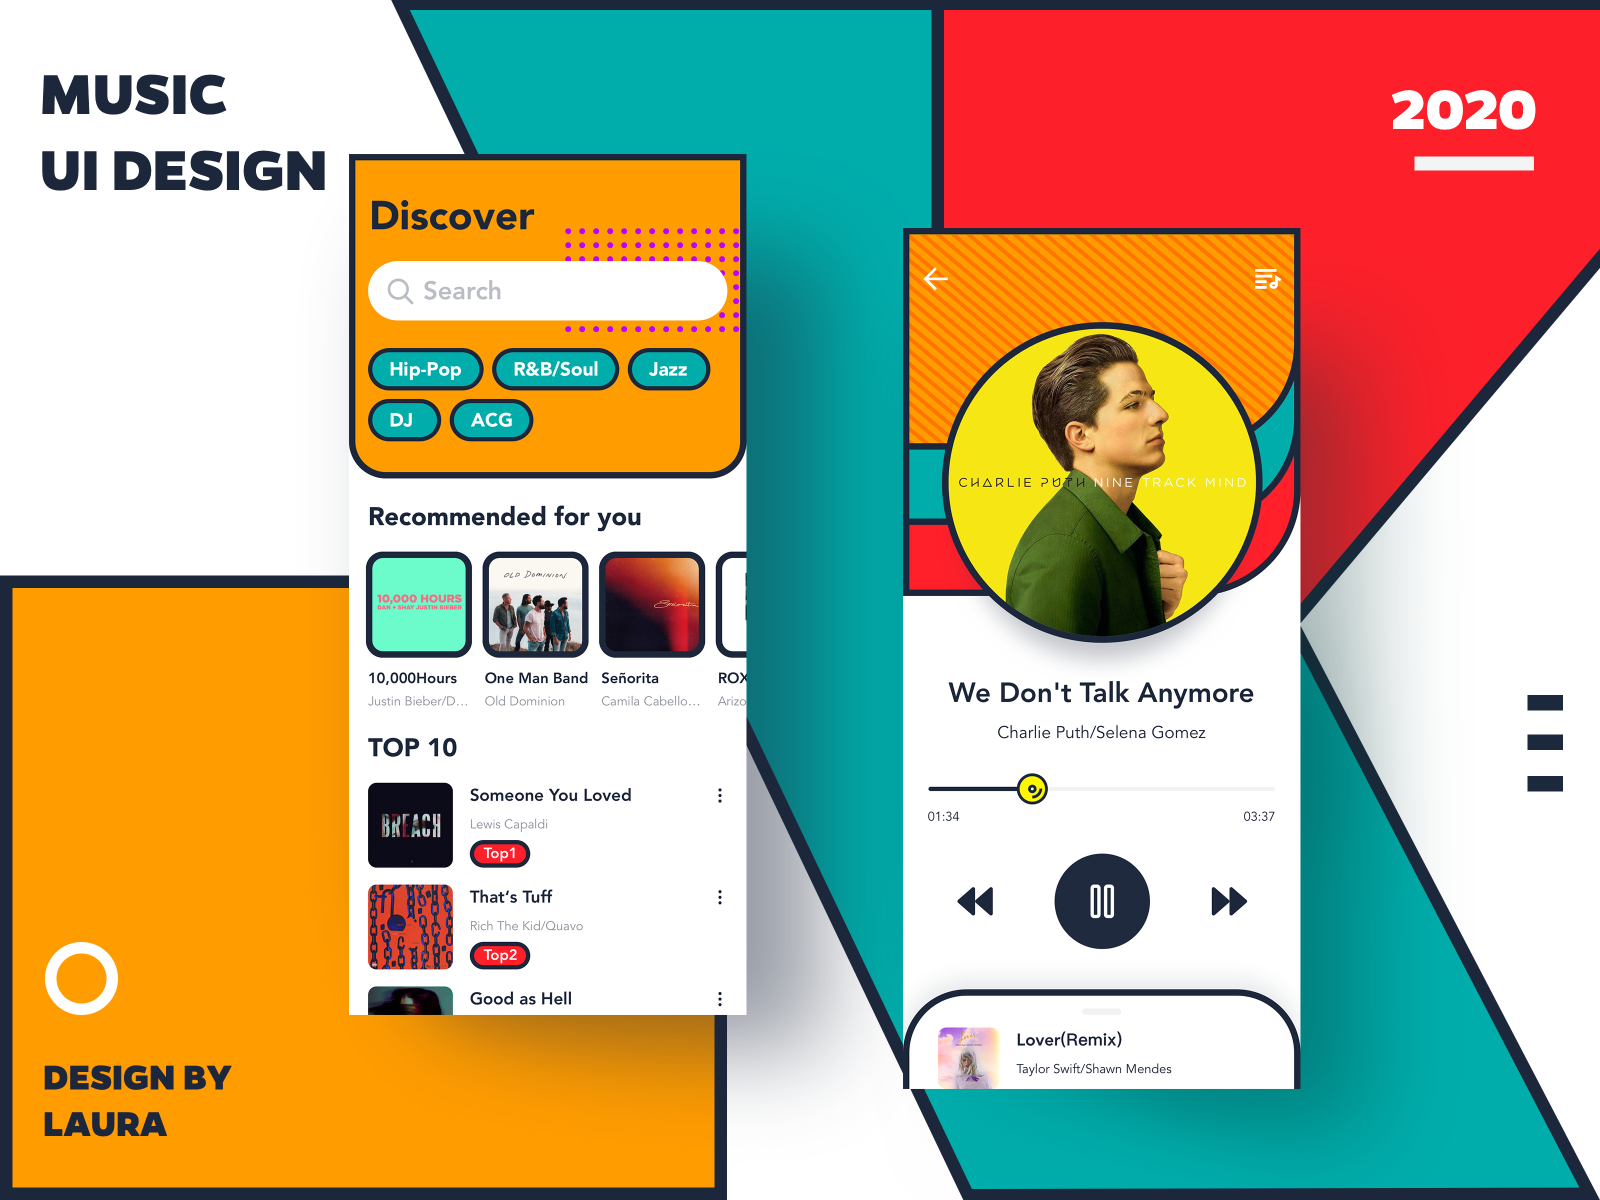 MUSIC
UI DESIGN
2020
Discover
Search
Hip-Pop
R&B/Soul
Jazz
DJ
ACG
Recommended for you
10,000 HOURS
DAN + SHAY JUSTIN BIEBER
OLD DOMINION
Señorita
10,000Hours
One Man Band
Señorita
ROX
Justin Bieber/D...
Old Dominion
Camila Cabello...
Arizo
TOP 10
BREACH
Someone You Loved
Lewis Capaldi
Top1
That's Tuff
Rich The Kid/Quavo
Top2
Good as Hell
CHARLIE PUTH NINE TRACK MIND
We Don't Talk Anymore
Charlie Puth/Selena Gomez
01:34
03:37
Lover
Lover(Remix)
Taylor Swift/Shawn Mendes
DESIGN BY
LAURA